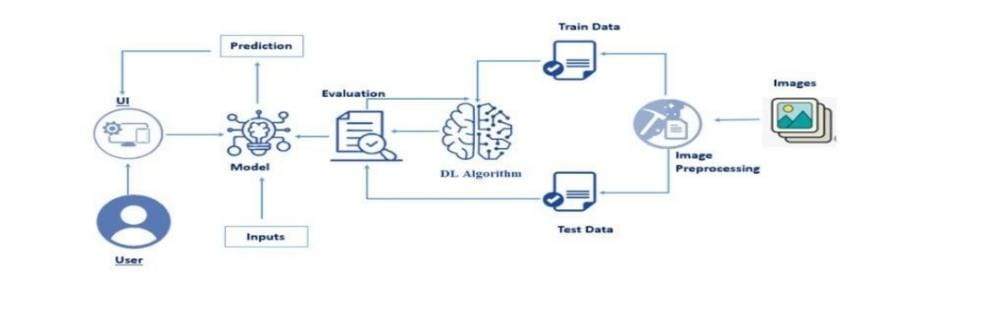 Train Data
Prediction
Images
Evaluation
UI
Image
Preprocessing
Model
DL Algorithm
Inputs
Test Data
User